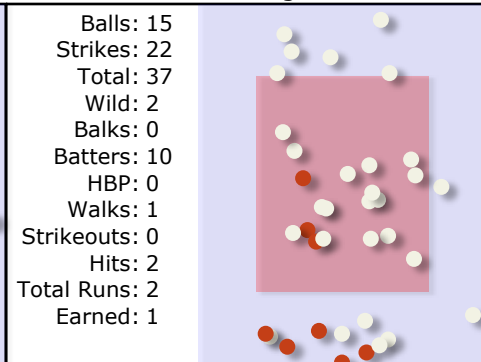 Balls: 15
Strikes: 22
Total: 37
Wild: 2
Balks: 0
Batters: 10
HBP: 0
Walks: 1
Strikeouts: 0
Hits: 2
Total Runs: 2
Earned: 1